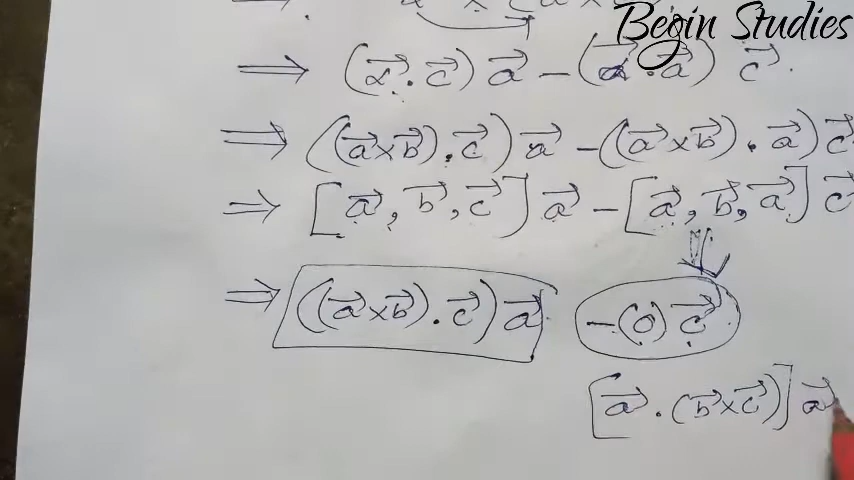 Begin Studies
⇒ (α⃗ . c⃗) a⃗ – (α⃗ . a⃗) c⃗ .
⇒ ((a⃗ × b⃗) . c⃗) a⃗ – (a⃗ × b⃗) . a⃗) c⃗
⇒ [a⃗, b⃗, c⃗] a⃗ – [a⃗, b⃗, a⃗] c⃗
⇒ ((a⃗ × b⃗) . c⃗) a⃗ – (0) c⃗
[a⃗ . (b⃗ × c⃗)] a⃗